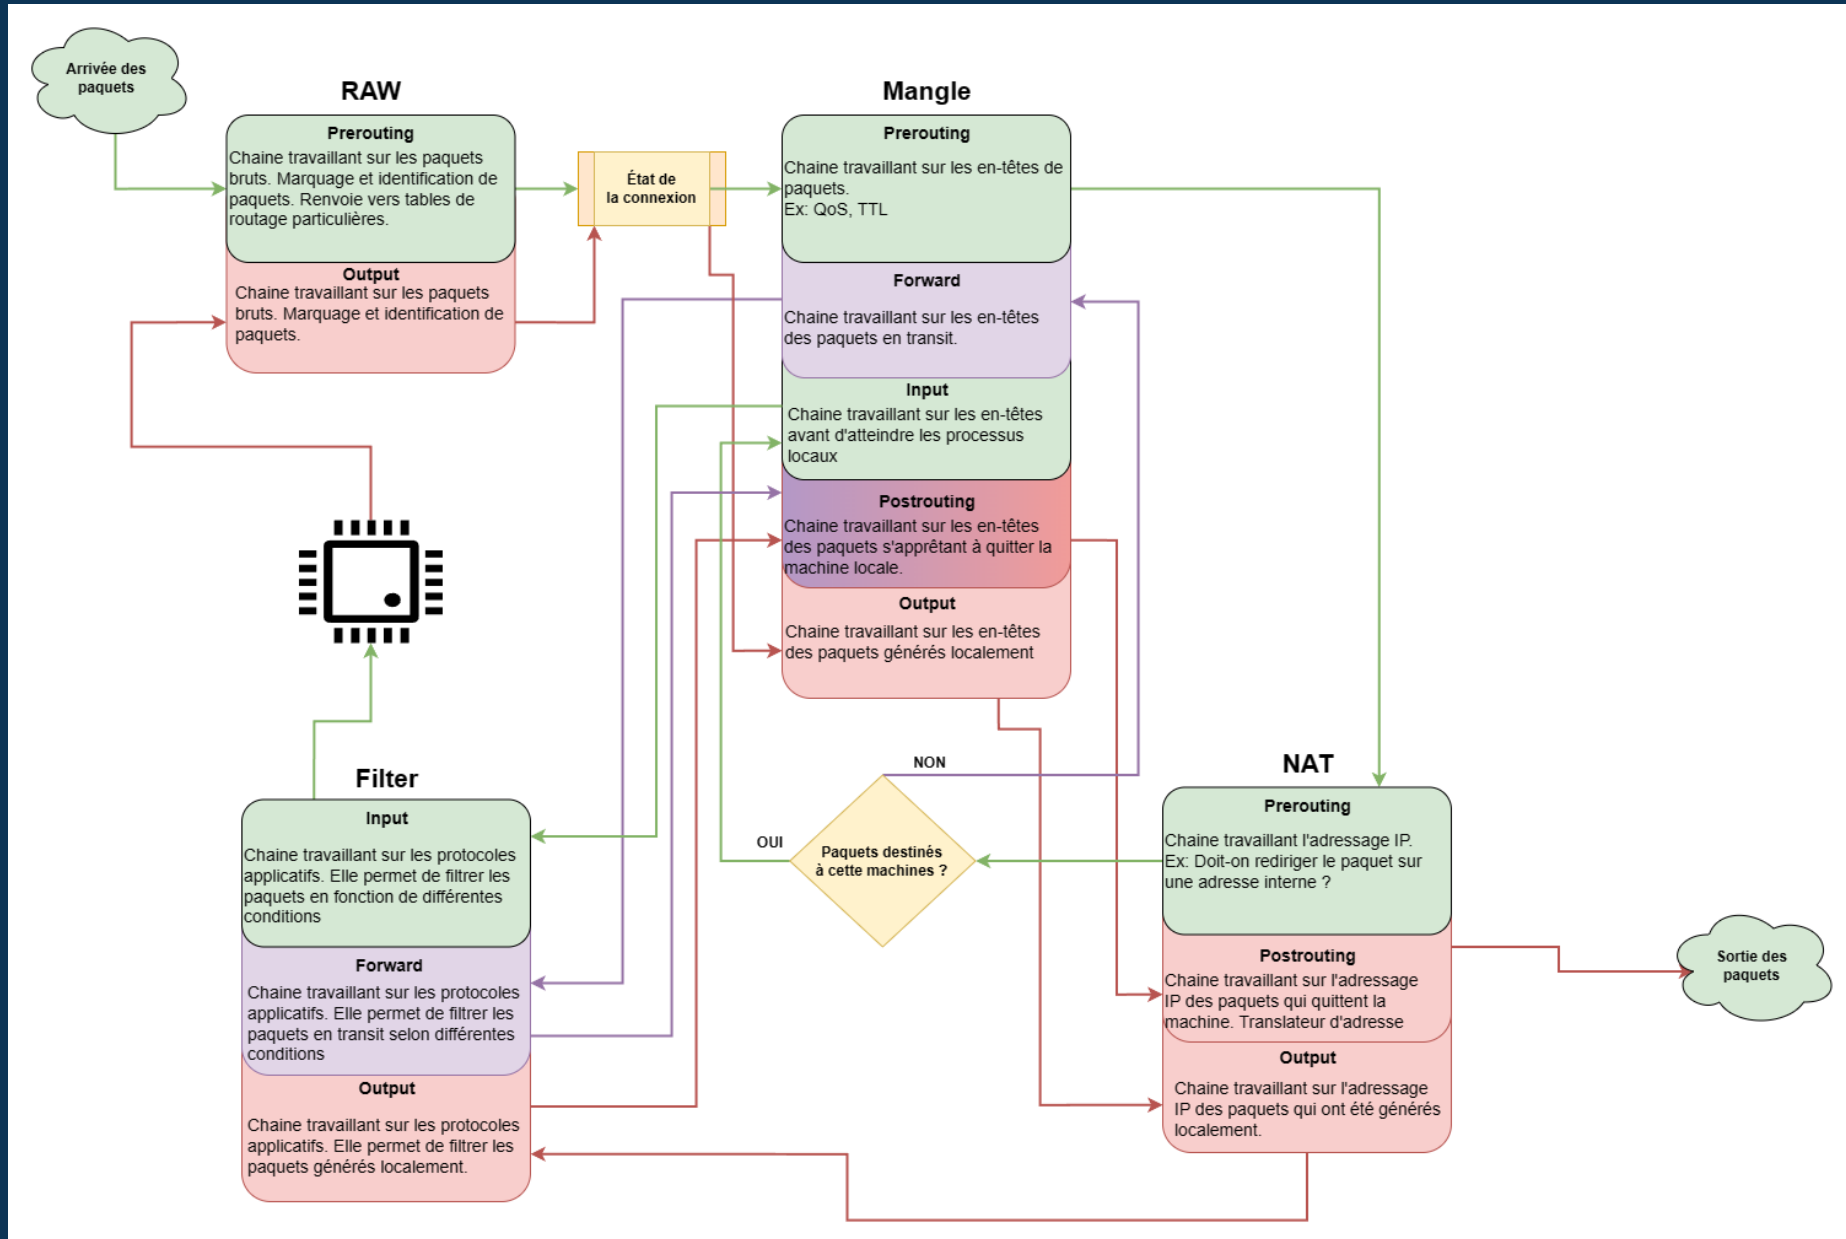 Arrivée des
paquets
RAW
Prerouting
Chaine travaillant sur les paquets
bruts. Marquage et identification de
paquets. Renvoie vers tables de
routage particulières.
Output
Chaine travaillant sur les paquets
bruts. Marquage et identification de
paquets.
État de
la connexion
Mangle
Prerouting
Chaine travaillant sur les en-têtes de
paquets.
Ex: QoS, TTL
Forward
Chaine travaillant sur les en-têtes
des paquets en transit.
Input
Chaine travaillant sur les en-têtes
avant d'atteindre les processus
locaux
Postrouting
Chaine travaillant sur les en-têtes
des paquets s'apprêtant à quitter la
machine locale.
Output
Chaine travaillant sur les en-têtes
des paquets générés localement
NON
OUI
Paquets destinés
à cette machines ?
Filter
Input
Chaine travaillant sur les protocoles
applicatifs. Elle permet de filtrer les
paquets en fonction de différentes
conditions
Forward
Chaine travaillant sur les protocoles
applicatifs. Elle permet de filtrer les
paquets en transit selon différentes
conditions
Output
Chaine travaillant sur les protocoles
applicatifs. Elle permet de filtrer les
paquets générés localement.
NAT
Prerouting
Chaine travaillant l'adressage IP.
Ex: Doit-on rediriger le paquet sur
une adresse interne ?
Postrouting
Chaine travaillant sur l'adressage
IP des paquets qui quittent la
machine. Translateur d'adresse
Output
Chaine travaillant sur l'adressage
IP des paquets qui ont été générés
localement.
Sortie des
paquets